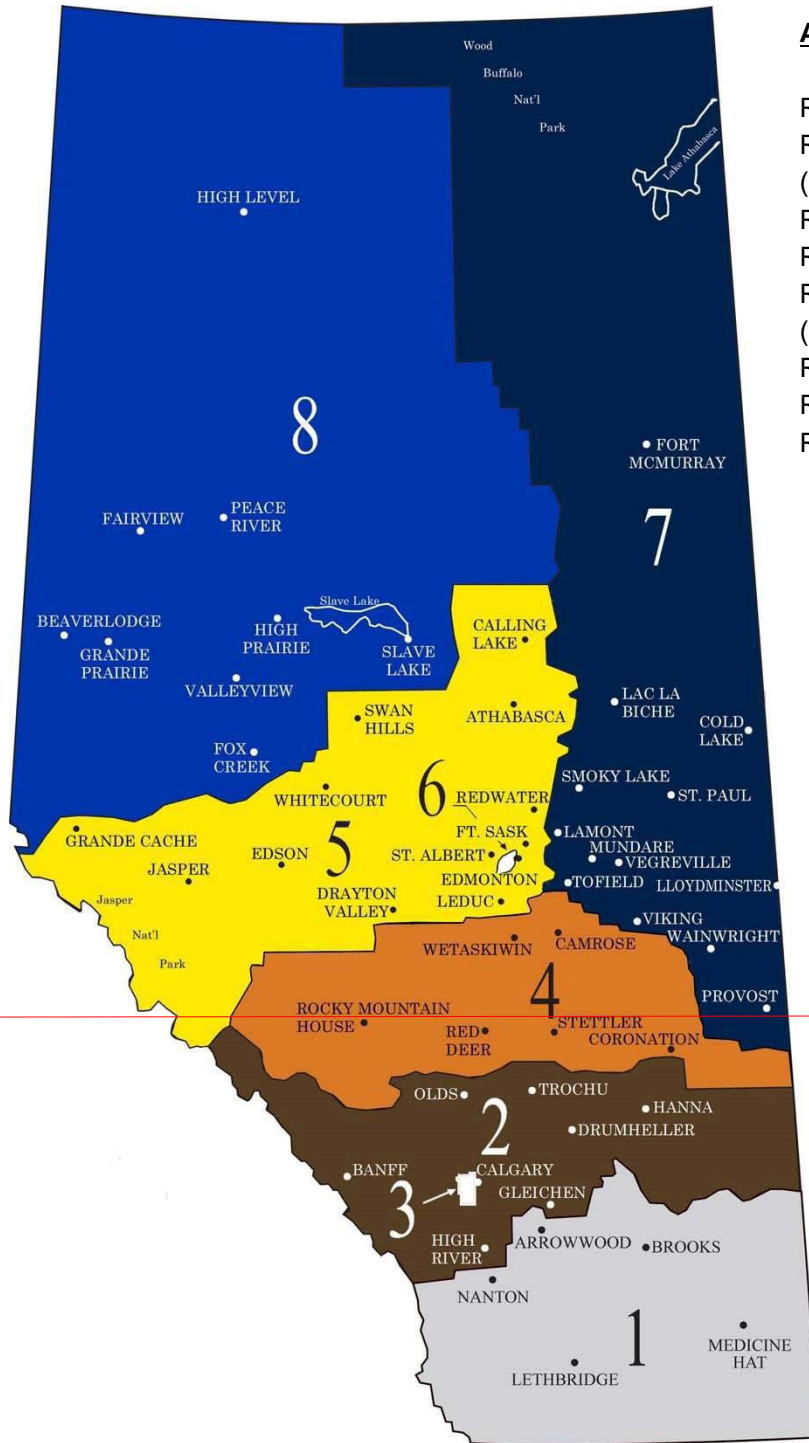 A
Wood
Buffalo
Nat'l
Park
R
R
(
R
R
R
(
R
R
R
Lake Athabasca
HIGH LEVEL
8
FORT
MCMURRAY
PEACE
RIVER
FAIRVIEW
7
Slave Lake
BEAVERLODGE
GRANDE
PRAIRIE
HIGH
PRAIRIE
CALLING
LAKE
SLAVE
LAKE
VALLEYVIEW
LAC LA
BICHE
SWAN
HILLS
ATHABASCA
COLD
LAKE
FOX
CREEK
SMOKY LAKE
ST. PAUL
WHITECOURT
6
REDWATER
GRANDE CACHE
5
FT. SASK
LAMONT
MUNDARE
EDSON
ST. ALBERT
VEGREVILLE
JASPER
EDMONTON
TOFIELD
LLOYDMINSTER
Jasper
Nat'l
Park
DRAYTON
VALLEY
LEDUC
VIKING
WAINWRIGHT
WETASKIWIN
CAMROSE
4
PROVOST
ROCKY MOUNTAIN
HOUSE
RED
DEER
STETTLER
CORONATION
OLDS
TROCHU
HANNA
2
DRUMHELLER
BANFF
CALGARY
3
GLEICHEN
HIGH
RIVER
ARROWWOOD
BROOKS
NANTON
1
MEDICINE
HAT
LETHBRIDGE